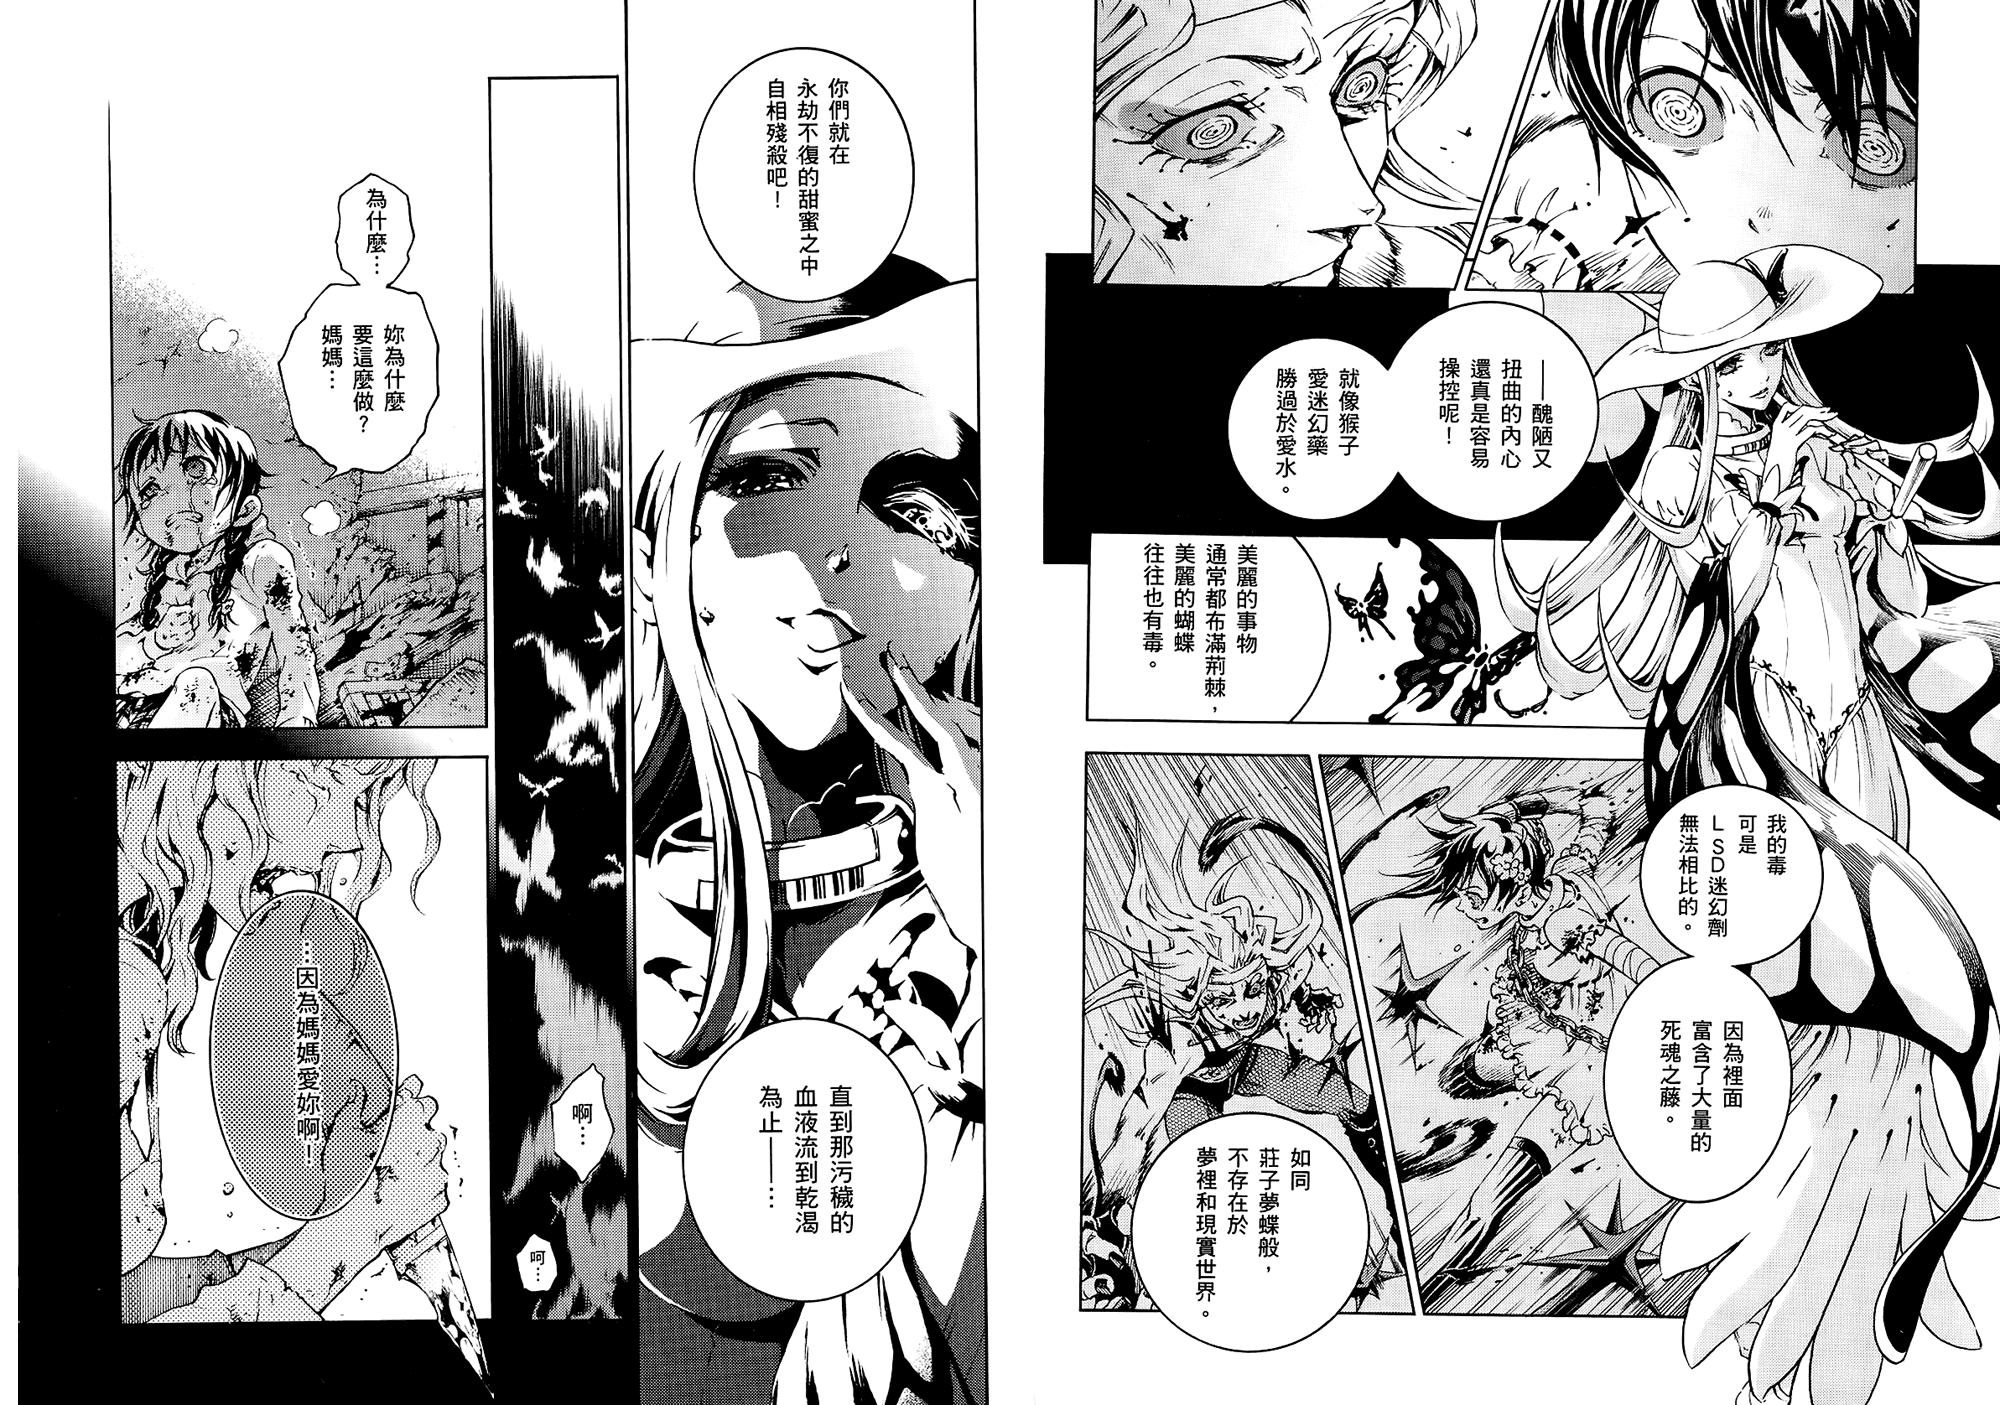 ——醜陋又
扭曲的內心
還真是容易
操控呢！
就像猴子
愛迷幻藥
勝過於愛水。
美麗的事物
通常都布滿荊棘，
美麗的蝴蝶
往往也有毒。
我的毒
可是
LSD迷幻劑
無法相比的。
因為裡面
富含了大量的
死魂之藤。
如同
莊子夢蝶般，
不存在於
夢裡和現實世界。
你們就在
永劫不復的甜蜜之中
自相殘殺吧！
直到那污穢的
血液流到乾渴
為止——…
啊…
呵…
為什麼…
妳為什麼
要這麼做？
媽媽…
…因為媽媽愛妳啊！